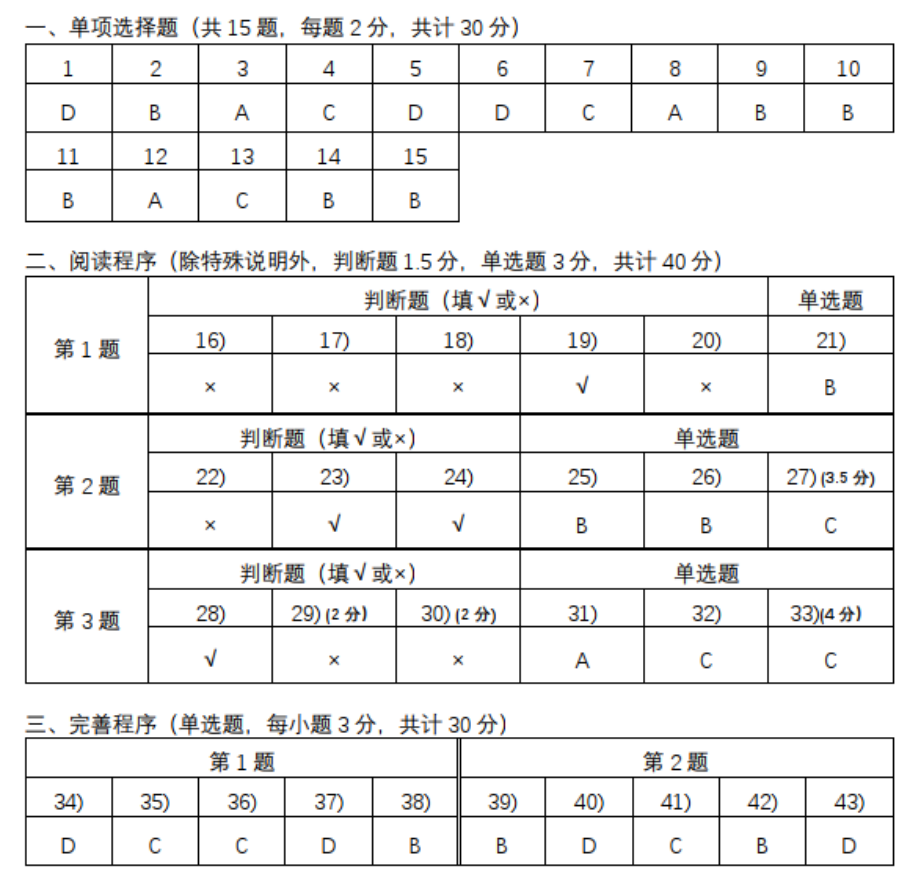 一、单项选择题（共 15 题，每题 2 分，共计 30 分）
1 2 3 4 5 6 7 8 9 10
D B A C D D C A B B
11 12 13 14 15
B A C B B
二、阅读程序（除特殊说明外，判断题 1.5 分，单选题 3 分，共计 40 分）
第 1 题 判断题（填√或×） 单选题
16) 17) 18) 19) 20) 21)
× × × √ × B
第 2 题 判断题（填√或×） 单选题
22) 23) 24) 25) 26) 27)(3.5 分)
× √ √ B B C
第 3 题 判断题（填√或×） 单选题
28) 29)(2 分) 30)(2 分) 31) 32) 33)(4 分)
√ × × A C C
三、完善程序（单选题，每小题 3 分，共计 30 分）
第 1 题 第 2 题
34) 35) 36) 37) 38) 39) 40) 41) 42) 43)
D C C D B B D C B D